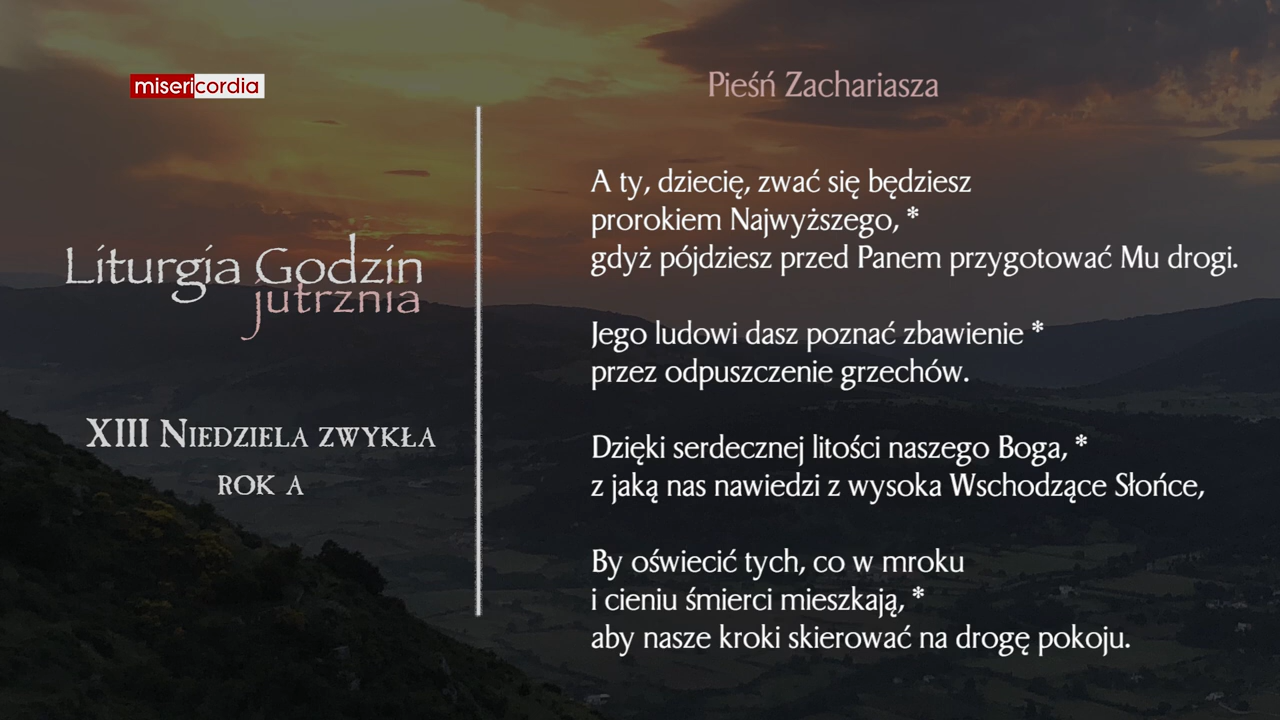 misericordia
Liturgia Godzin
jutrznia
XIII Niedziela zwykła
rok A
Pieśń Zachariasza
A ty, dziecię, zwać się będziesz
prorokiem Najwyższego, *
gdyż pójdziesz przed Panem przygotować Mu drogi.
Jego ludowi dasz poznać zbawienie *
przez odpuszczenie grzechów.
Dzięki serdecznej litości naszego Boga, *
z jaką nas nawiedzi z wysoka Wschodzące Słońce,
By oświecić tych, co w mroku
i cieniu śmierci mieszkają, *
aby nasze kroki skierować na drogę pokoju.